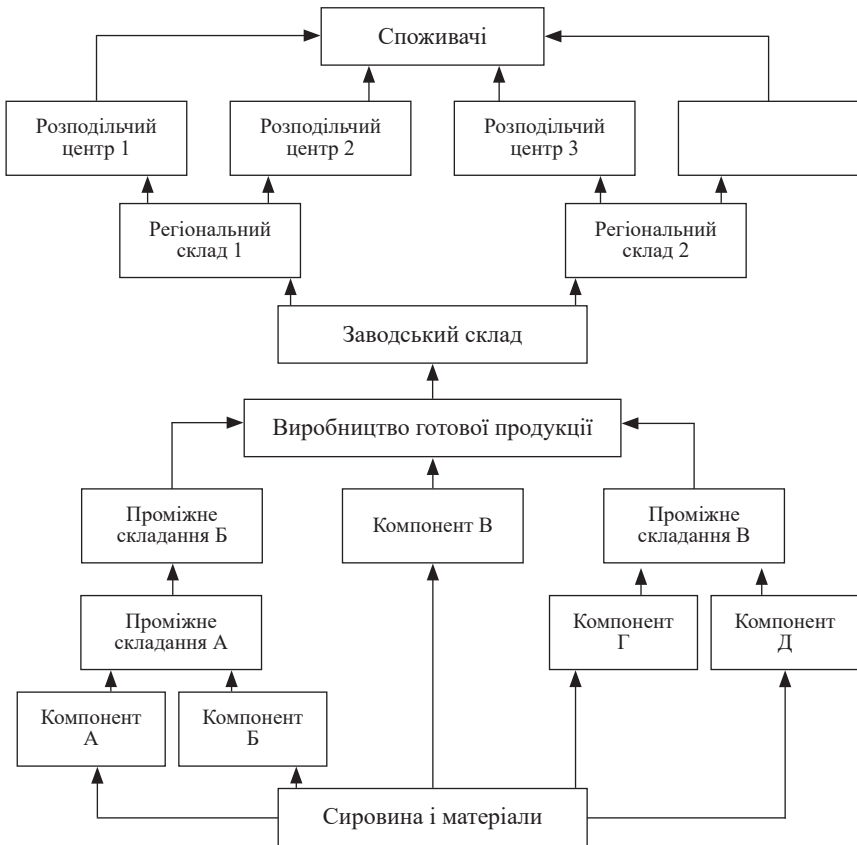 Споживачі
Розподільчий
центр 1
Розподільчий
центр 2
Розподільчий
центр 3
Регіональний
склад 1
Регіональний
склад 2
Заводський склад
Виробництво готової продукції
Проміжне
складання Б
Компонент В
Проміжне
складання В
Проміжне
складання А
Компонент
Г
Компонент
Д
Компонент
А
Компонент
Б
Сировина і матеріали